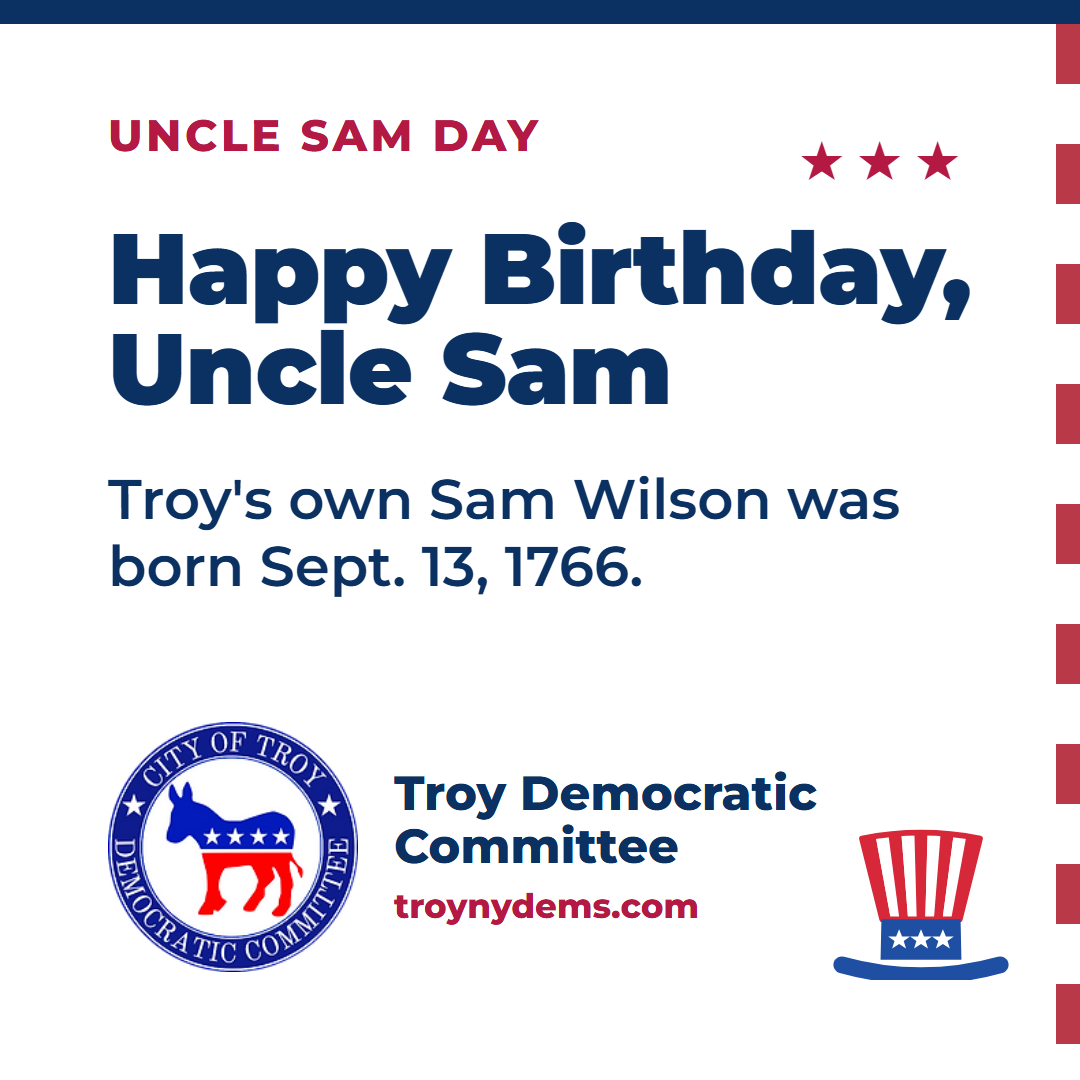 UNCLE SAM DAY
Happy Birthday,
Uncle Sam
Troy's own Sam Wilson was
born Sept. 13, 1766.
CITY OF TROY
DEMOCRATIC COMMITTEE
Troy Democratic
Committee
troynydems.com